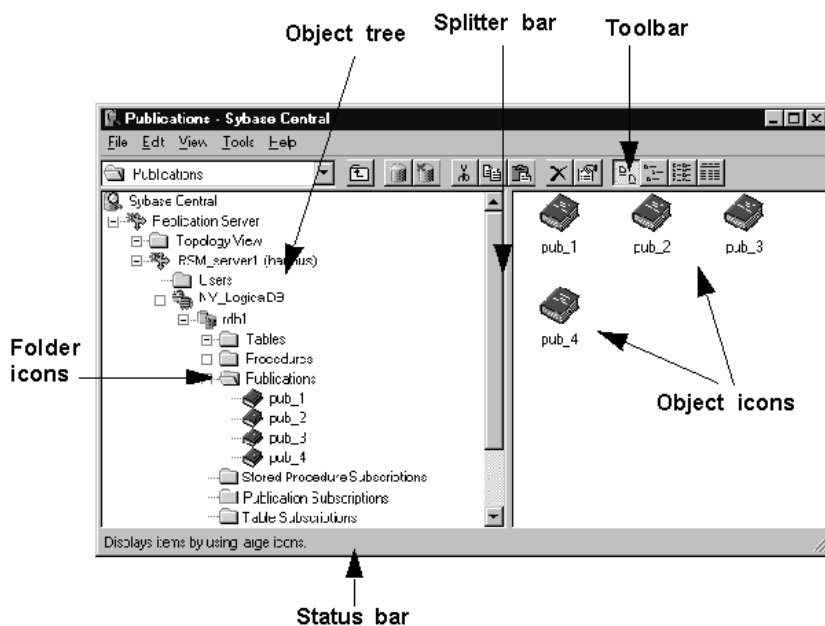 Object tree
Splitter bar
Toolbar
Publications - Sybase Central
File Edit View Tools Help
Publications
Sybase Central
Replication Server
Topology View
RSM_server1
Users
NY_LogicalDB
Tables
Procedures
Publications
pub_1
pub_2
pub_3
pub_4
Stored Procedure Subscriptions
Publication Subscriptions
Table Subscriptions
pub_1 pub_2 pub_3
pub_4
Folder
icons
Object icons
Displays items by using large icons.
Status bar